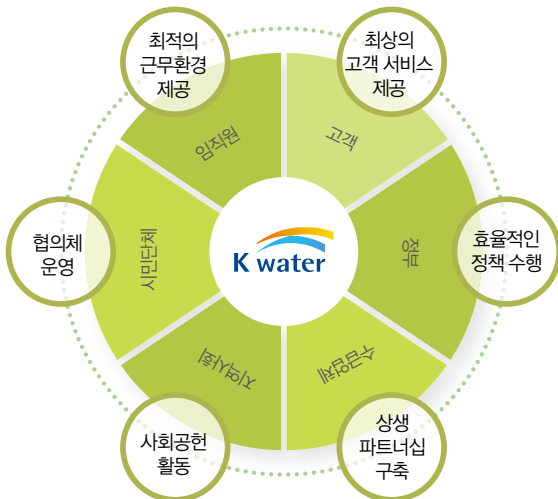 최적의
근무환경
제공
최상의
고객 서비스
제공
임직원
고객
협의체
운영
시민단체
K water
정부
효율적인
정책 수행
지역사회
수급업체
사회공헌
활동
상생
파트너십
구축